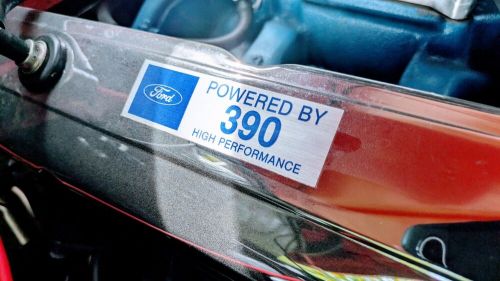 Ford
POWERED BY
390
HIGH PERFORMANCE